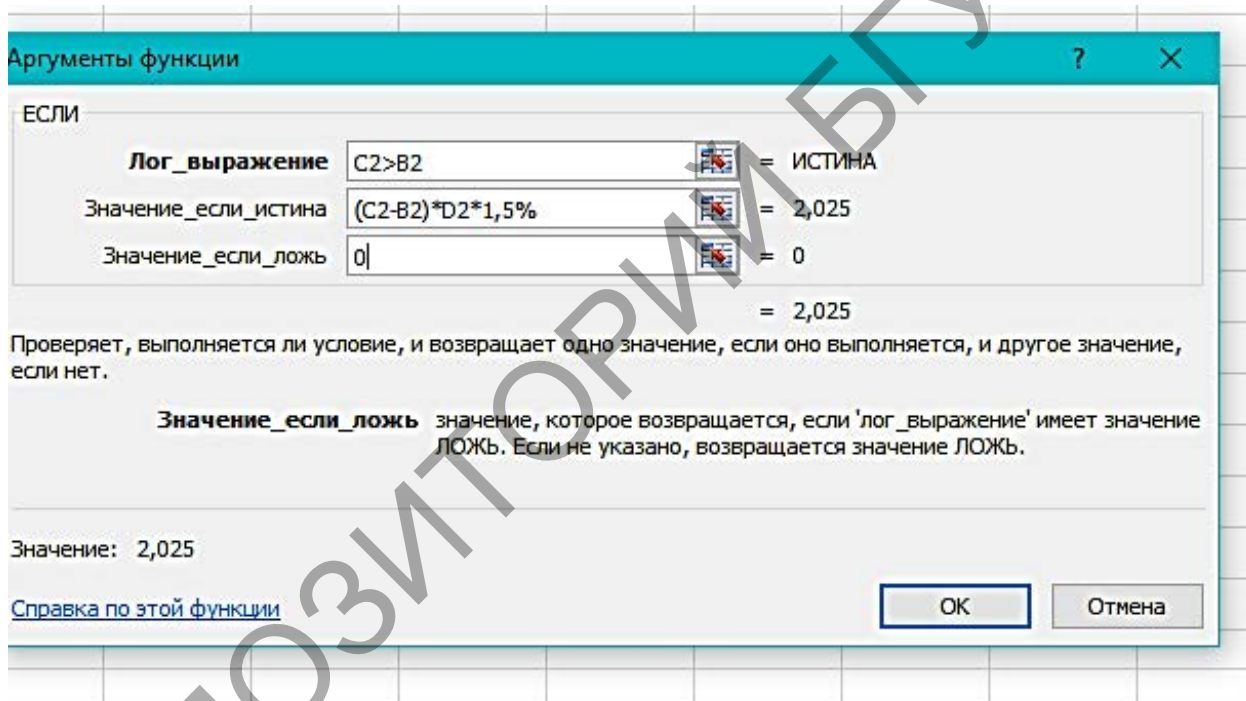 Аргументы функции ? ×
ЕСЛИ
Лог_выражение C2>B2 = ИСТИНА
Значение_если_истина (C2-B2)*D2*1,5% = 2,025
Значение_если_ложь 0 = 0
= 2,025
Проверяет, выполняется ли условие, и возвращает одно значение, если оно выполняется, и другое значение,
если нет.
Значение_если_ложь значение, которое возвращается, если 'лог_выражение' имеет значение
ЛОЖЬ. Если не указано, возвращается значение ЛОЖЬ.
Значение: 2,025
Справка по этой функции ОК Отмена
ПОЗИТОРИЙ БГУ